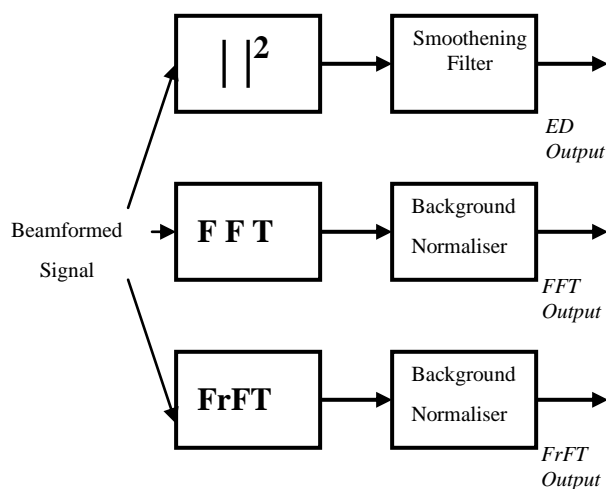 | |²
Smoothening
Filter
ED
Output
Beamformed
Signal
F F T
Background
Normaliser
FFT
Output
FrFT
Background
Normaliser
FrFT
Output